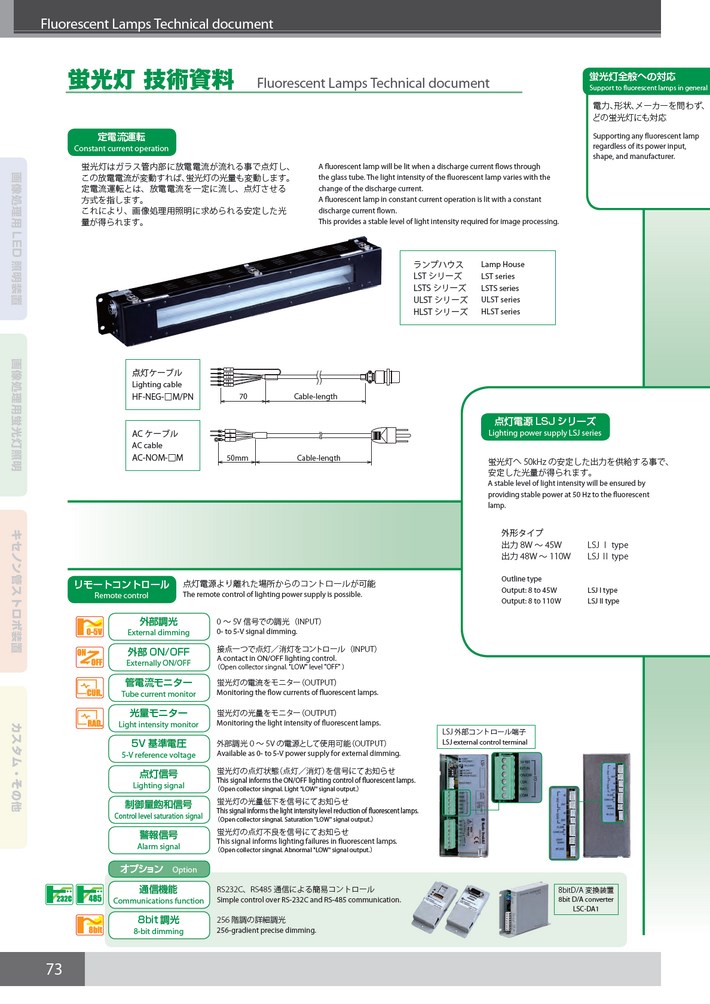 Fluorescent Lamps Technical document
蛍光灯 技術資料 Fluorescent Lamps Technical document
蛍光灯全般への対応
Support to fluorescent lamps in general
電力、形状、メーカーを問わず、
どの蛍光灯にも対応
Supporting any fluorescent lamp
regardless of its power input,
shape, and manufacturer.
定電流運転
Constant current operation
蛍光灯はガラス管内部に放電電流が流れる事で点灯し、
この放電電流が変動すれば、蛍光灯の光量も変動します。
定電流運転とは、放電電流を一定に流し、点灯させる
方式を指します。
これにより、画像処理用照明に求められる安定した光
量が得られます。
A fluorescent lamp will be lit when a discharge current flows through
the glass tube. The light intensity of the fluorescent lamp varies with the
change of the discharge current.
A fluorescent lamp in constant current operation is lit with a constant
discharge current flown.
This provides a stable level of light intensity required for image processing.
ランプハウス Lamp House
LST シリーズ LST series
LSTS シリーズ LSTS series
ULST シリーズ ULST series
HLST シリーズ HLST series
点灯ケーブル
Lighting cable
HF-NEG-□M/PN
70 Cable-length
AC ケーブル
AC cable
AC-NOM-□M
50mm Cable-length
点灯電源 LSJ シリーズ
Lighting power supply LSJ series
蛍光灯へ 50kHz の安定した出力を供給する事で、
安定した光量が得られます。
A stable level of light intensity will be ensured by
providing stable power at 50 Hz to the fluorescent
lamp.
外形タイプ
出力 8W ～ 45W LSJ Ⅰ type
出力 48W ～ 110W LSJ Ⅱ type
Outline type
Output: 8 to 45W LSJ I type
Output: 8 to 110W LSJ II type
リモートコントロール
Remote control
点灯電源より離れた場所からのコントロールが可能
The remote control of lighting power supply is possible.
0-5V
外部調光
External dimming
0 ～ 5V 信号での調光（INPUT）
0- to 5-V signal dimming.
ON OFF
外部 ON/OFF
Externally ON/OFF
接点一つで点灯／消灯をコントロール（INPUT）
A contact in ON/OFF lighting control.
（Open collector singnal. "LOW" level "OFF" ）
CUR.
管電流モニター
Tube current monitor
蛍光灯の電流をモニター（OUTPUT）
Monitoring the flow currents of fluorescent lamps.
RAD.
光量モニター
Light intensity monitor
蛍光灯の光量をモニター（OUTPUT）
Monitoring the light intensity of fluorescent lamps.
5V 基準電圧
5-V reference voltage
外部調光 0 ～ 5V の電源として使用可能（OUTPUT）
Available as 0- to 5-V power supply for external dimming.
点灯信号
Lighting signal
蛍光灯の点灯状態（点灯／消灯）を信号にてお知らせ
This signal informs the ON/OFF lighting control of fluorescent lamps.
（Open collector singnal. Light "LOW" signal output.）
制御量飽和信号
Control level saturation signal
蛍光灯の光量低下を信号にてお知らせ
This signal informs the light intensity level reduction of fluorescent lamps.
（Open collector singnal. Saturation "LOW" signal output.）
警報信号
Alarm signal
蛍光灯の点灯不良を信号にてお知らせ
This signal informs lighting failures in fluorescent lamps.
（Open collector singnal. Abnormal "LOW" signal output.）
LSJ 外部コントロール端子
LSJ external control terminal
オプション Option
232C 485
通信機能
Communications function
RS232C、RS485 通信による簡易コントロール
Simple control over RS-232C and RS-485 communication.
8bit
8bit 調光
8-bit dimming
256 階調の詳細調光
256-gradient precise dimming.
8bitD/A 変換装置
8bit D/A converter
LSC-DA1
画像処理用 LED 照明装置
画像処理用蛍光灯照明
キセノン管ストロボ装置
カスタム・その他
73